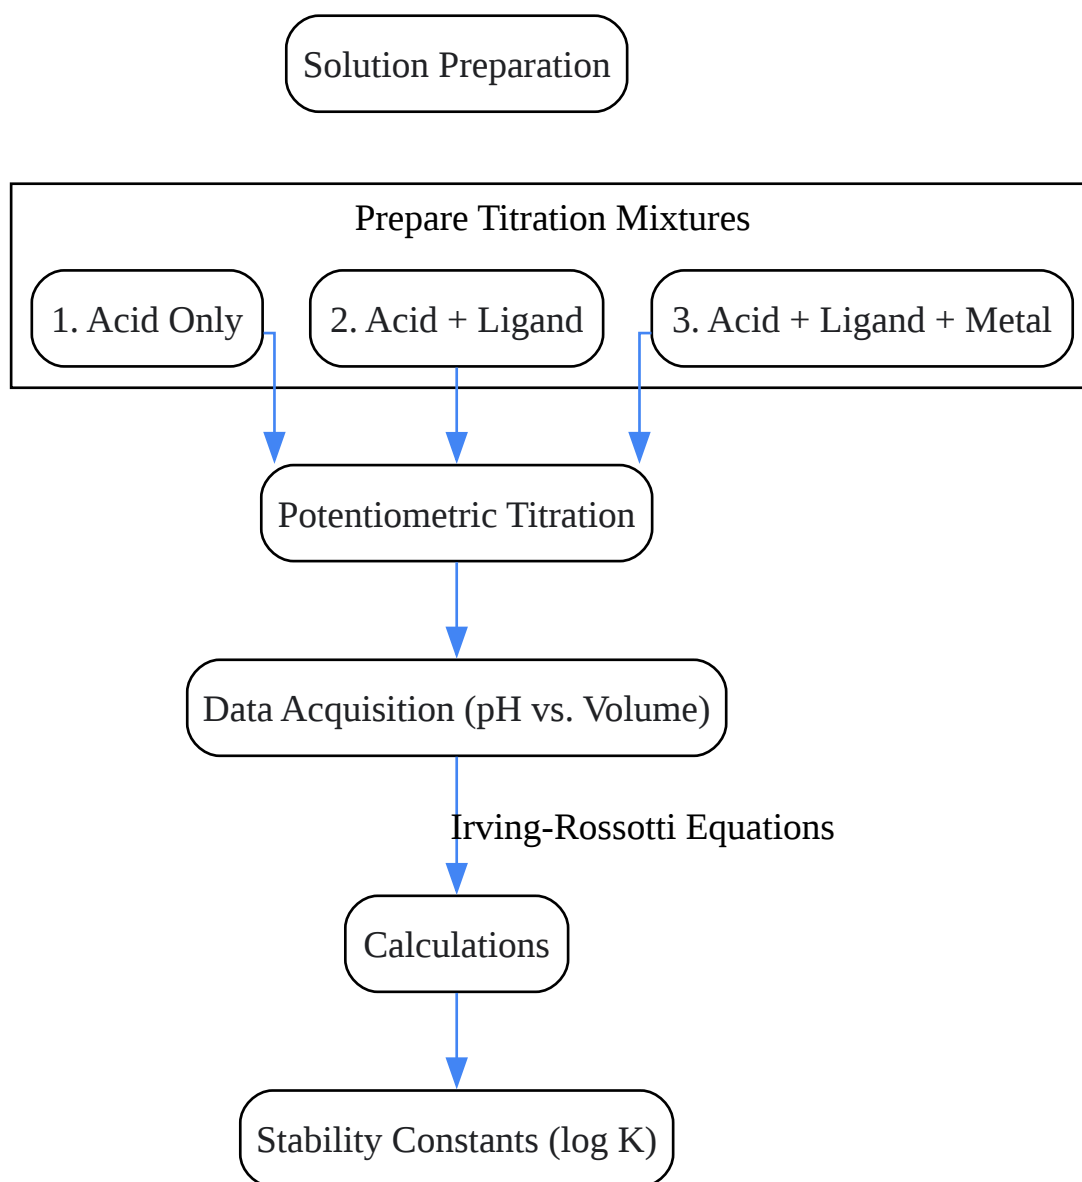 Solution Preparation
Prepare Titration Mixtures
1. Acid Only
2. Acid + Ligand
3. Acid + Ligand + Metal
Potentiometric Titration
Data Acquisition (pH vs. Volume)
Irving-Rossotti Equations
Calculations
Stability Constants (log K)